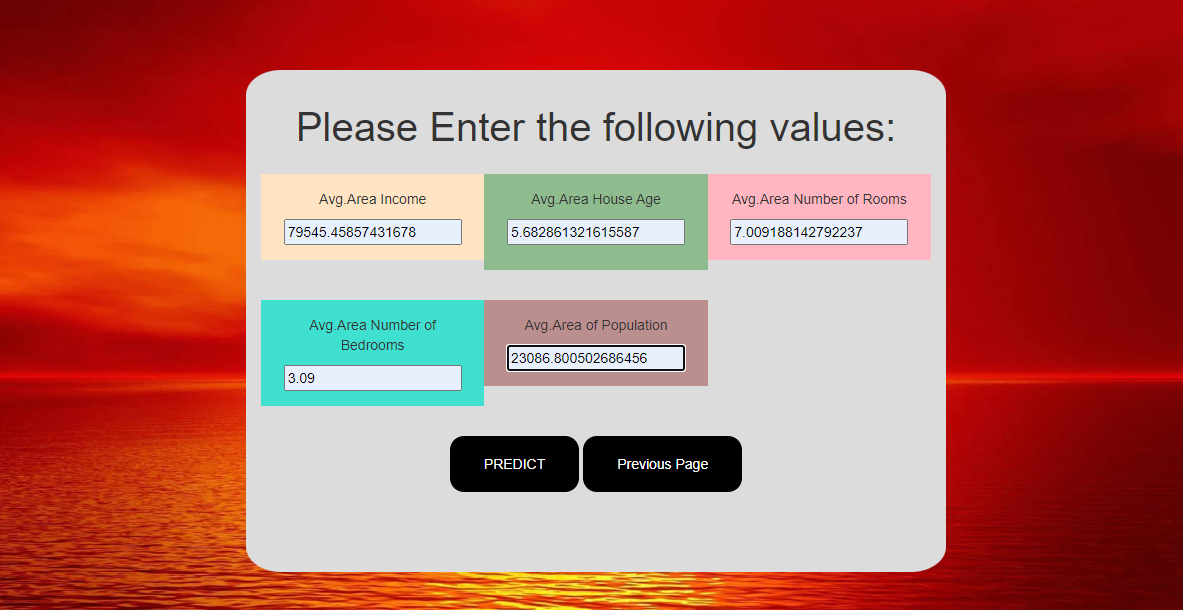 Please Enter the following values:
Avg.Area Income
Avg.Area House Age
Avg.Area Number of Rooms
79545.45857431678
5.682861321615587
7.009188142792237
Avg.Area Number of
Bedrooms
Avg.Area of Population
3.09
23086.800502686456
PREDICT
Previous Page